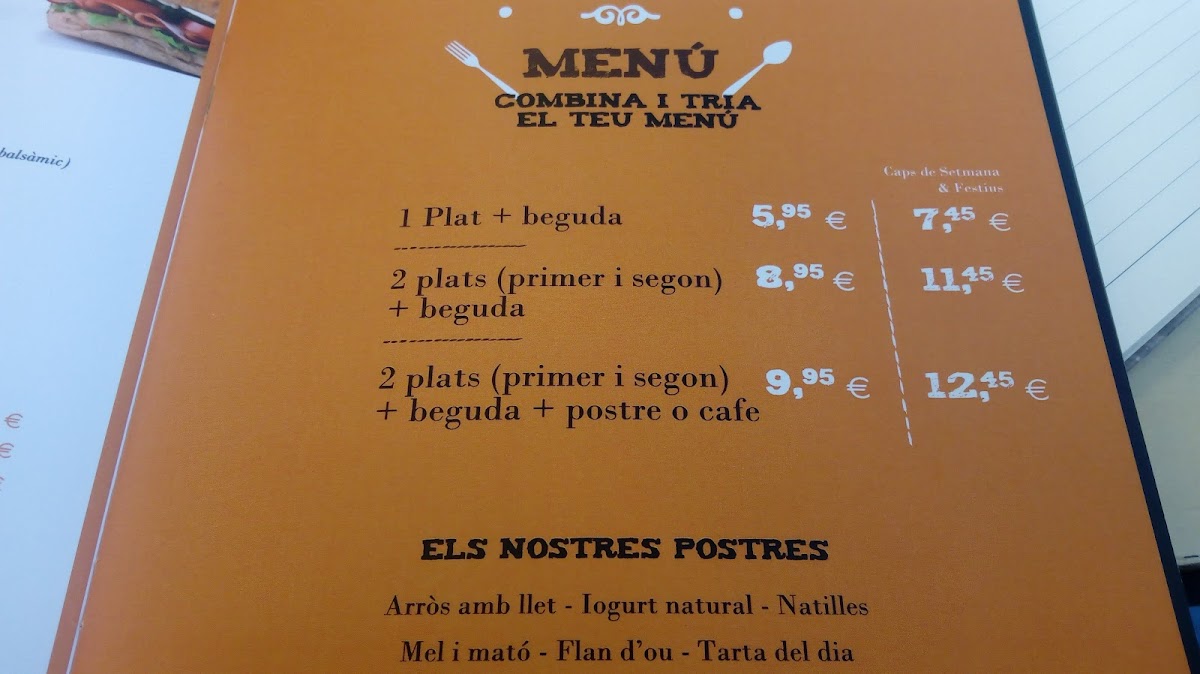 balsàmic)
€
€
MENÚ
COMBINA I TRIA
EL TEU MENÚ
Caps de Setmana
& Festius
1 Plat + beguda 5,95 € 7,45 €
2 plats (primer i segon) 8,95 € 11,45 €
+ beguda
2 plats (primer i segon) 9,95 € 12,45 €
+ beguda + postre o cafe
ELS NOSTRES POSTRES
Arròs amb llet - Iogurt natural - Natilles
Mel i mató - Flan d'ou - Tarta del dia